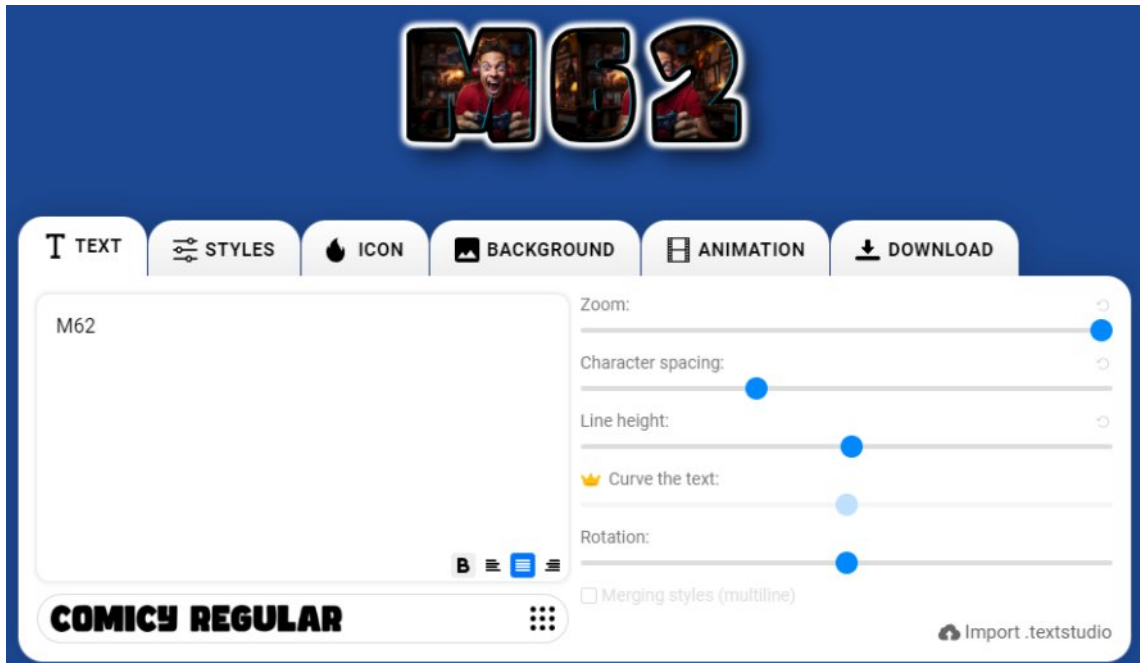 M62
TEXT
STYLES
ICON
BACKGROUND
ANIMATION
DOWNLOAD
M62
B
COMICY REGULAR
Zoom:
Character spacing:
Line height:
Curve the text:
Rotation:
Merging styles (multiline)
Import .textstudio